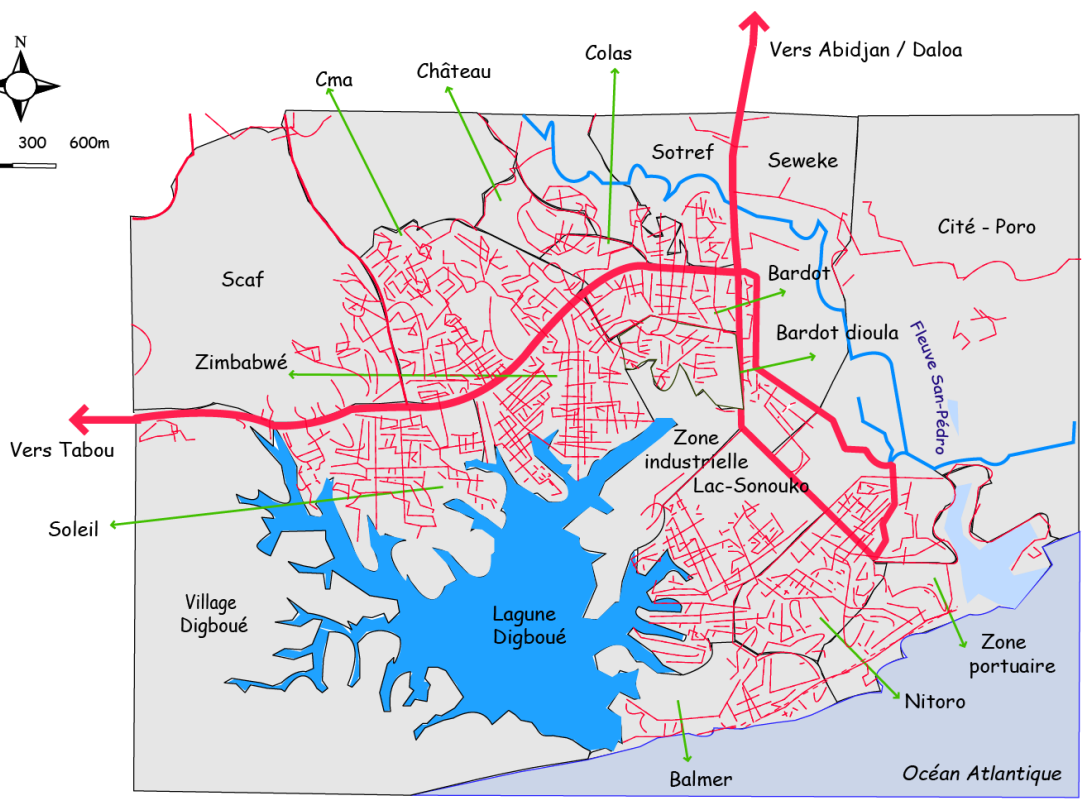 N
300 600m
Cma
Château
Colas
Vers Abidjan / Daloa
Sotref
Seweke
Cité - Poro
Scaf
Bardot
Bardot dioula
Fleuve San-Pédro
Zimbabwé
Vers Tabou
Zone
industrielle
Lac-Sonouko
Soleil
Village
Digboué
Lagune
Digboué
Zone
portuaire
Nitoro
Balmer
Océan Atlantique